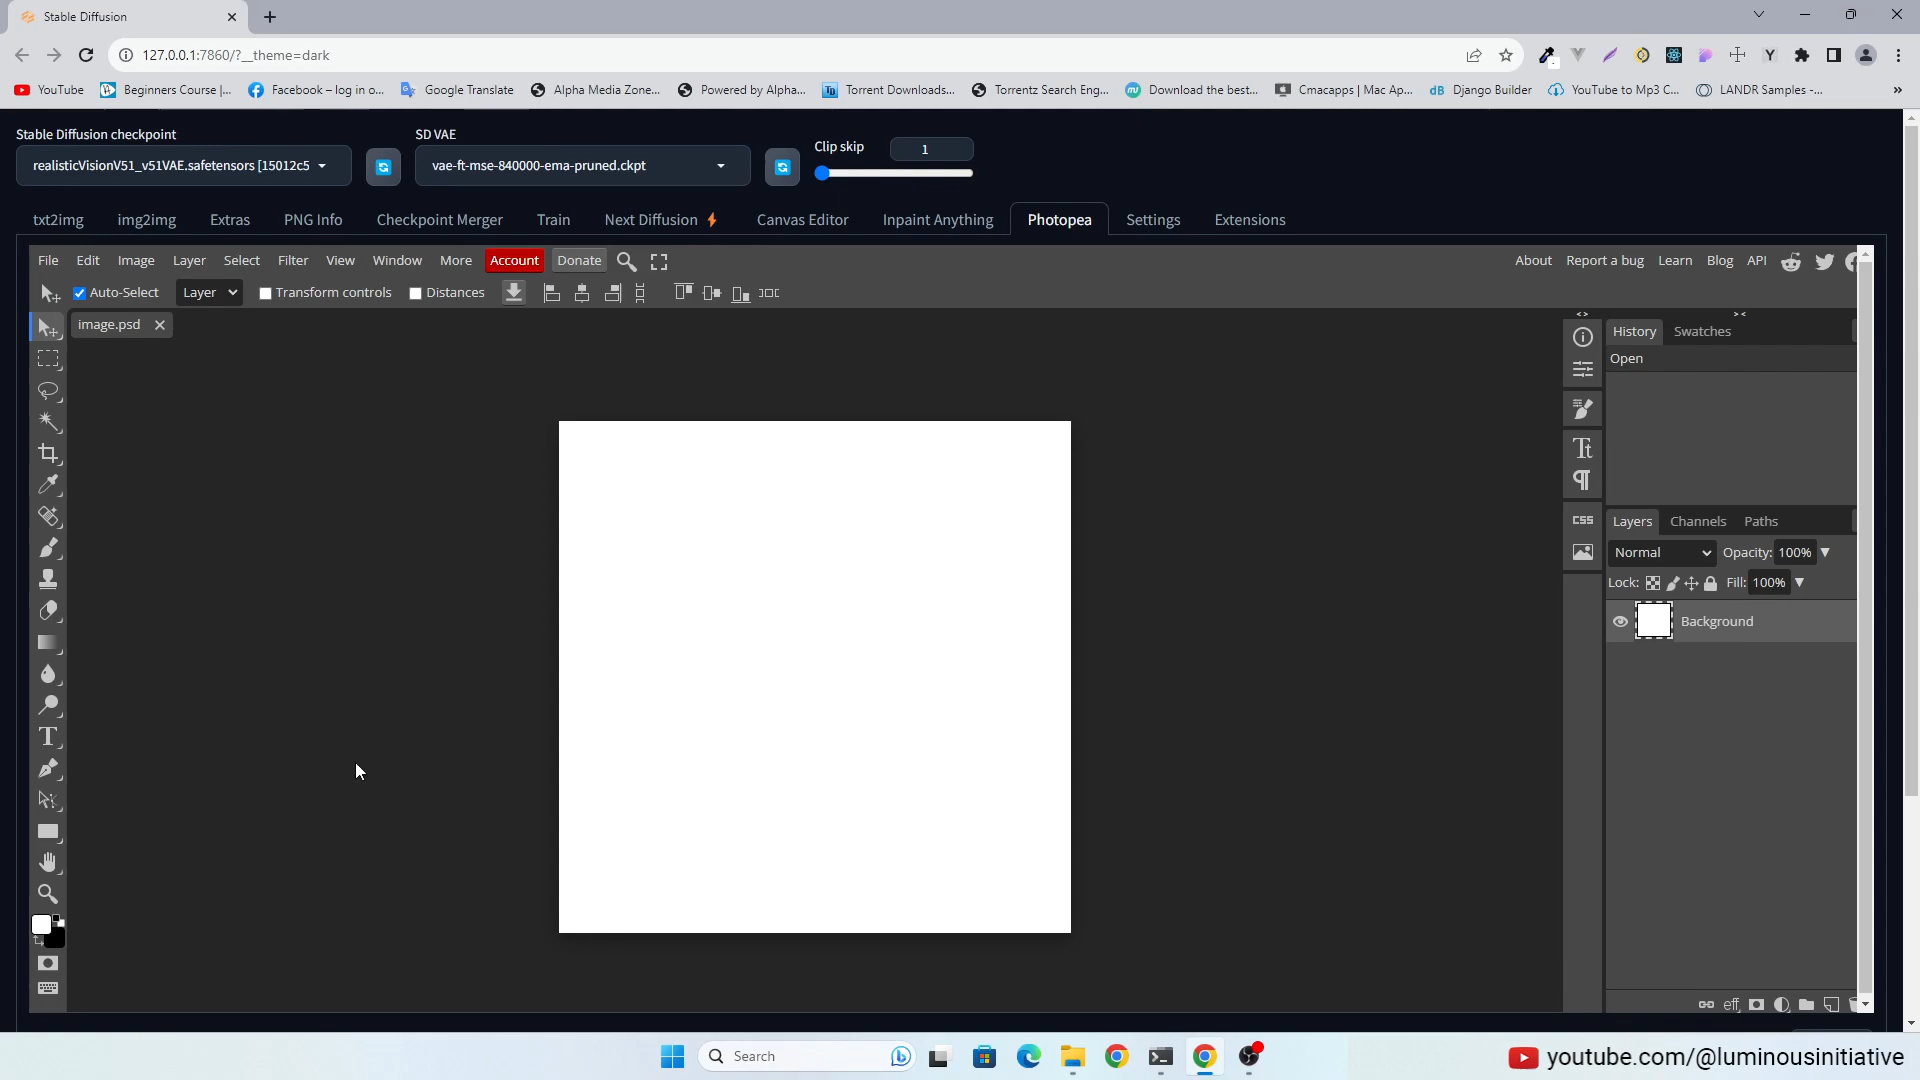 Stable Diffusion
127.0.0.1:7860/?__theme=dark
YouTube Beginners Course |... Facebook – log in o... Google Translate Alpha Media Zone... Powered by Alpha... Torrent Downloads... Torrentz Search Eng... Download the best... Cmacapps | Mac Ap... Django Builder YouTube to Mp3 C... LANDR Samples -...
Stable Diffusion checkpoint SD VAE Clip skip 1
realisticVisionV51_v51VAE.safetensors [15012c5 vae-ft-mse-840000-ema-pruned.ckpt
txt2img img2img Extras PNG Info Checkpoint Merger Train Next Diffusion Canvas Editor Inpaint Anything Photopea Settings Extensions
File Edit Image Layer Select Filter View Window More Account Donate About Report a bug Learn Blog API
Auto-Select Layer Transform controls Distances
image.psd
History Swatches
Open
CSS
Layers Channels Paths
Normal Opacity: 100%
Lock: Fill: 100%
Background
eff
Search
youtube.com/@luminousinitiative